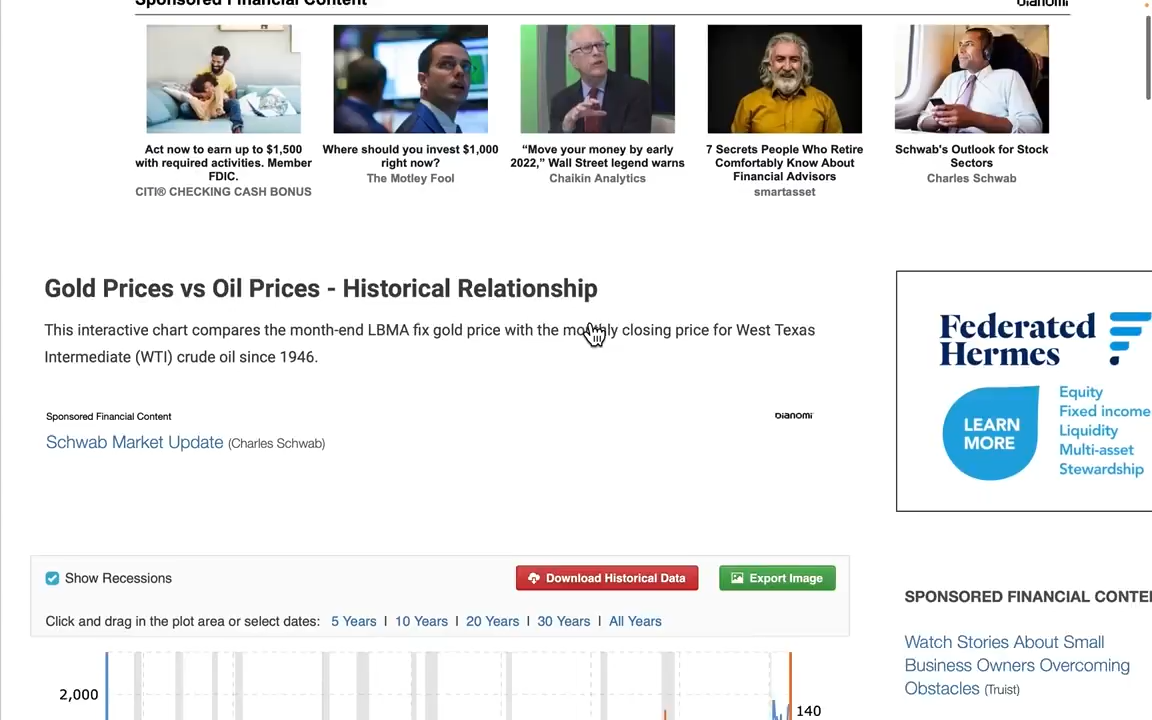 Sponsored Financial Content
bianomi
Act now to earn up to $1,500
with required activities. Member
FDIC.
CITI® CHECKING CASH BONUS
Where should you invest $1,000
right now?
The Motley Fool
“Move your money by early
2022,” Wall Street legend warns
Chaikin Analytics
7 Secrets People Who Retire
Comfortably Know About
Financial Advisors
smartasset
Schwab's Outlook for Stock
Sectors
Charles Schwab
Gold Prices vs Oil Prices - Historical Relationship
This interactive chart compares the month-end LBMA fix gold price with the monthly closing price for West Texas
Intermediate (WTI) crude oil since 1946.
Sponsored Financial Content
bianomi
Schwab Market Update (Charles Schwab)
Federated
Hermes
LEARN
MORE
Equity
Fixed income
Liquidity
Multi-asset
Stewardship
Show Recessions
Download Historical Data
Export Image
Click and drag in the plot area or select dates: 5 Years | 10 Years | 20 Years | 30 Years | All Years
SPONSORED FINANCIAL CONTE
Watch Stories About Small
Business Owners Overcoming
Obstacles (Truist)
2,000
140